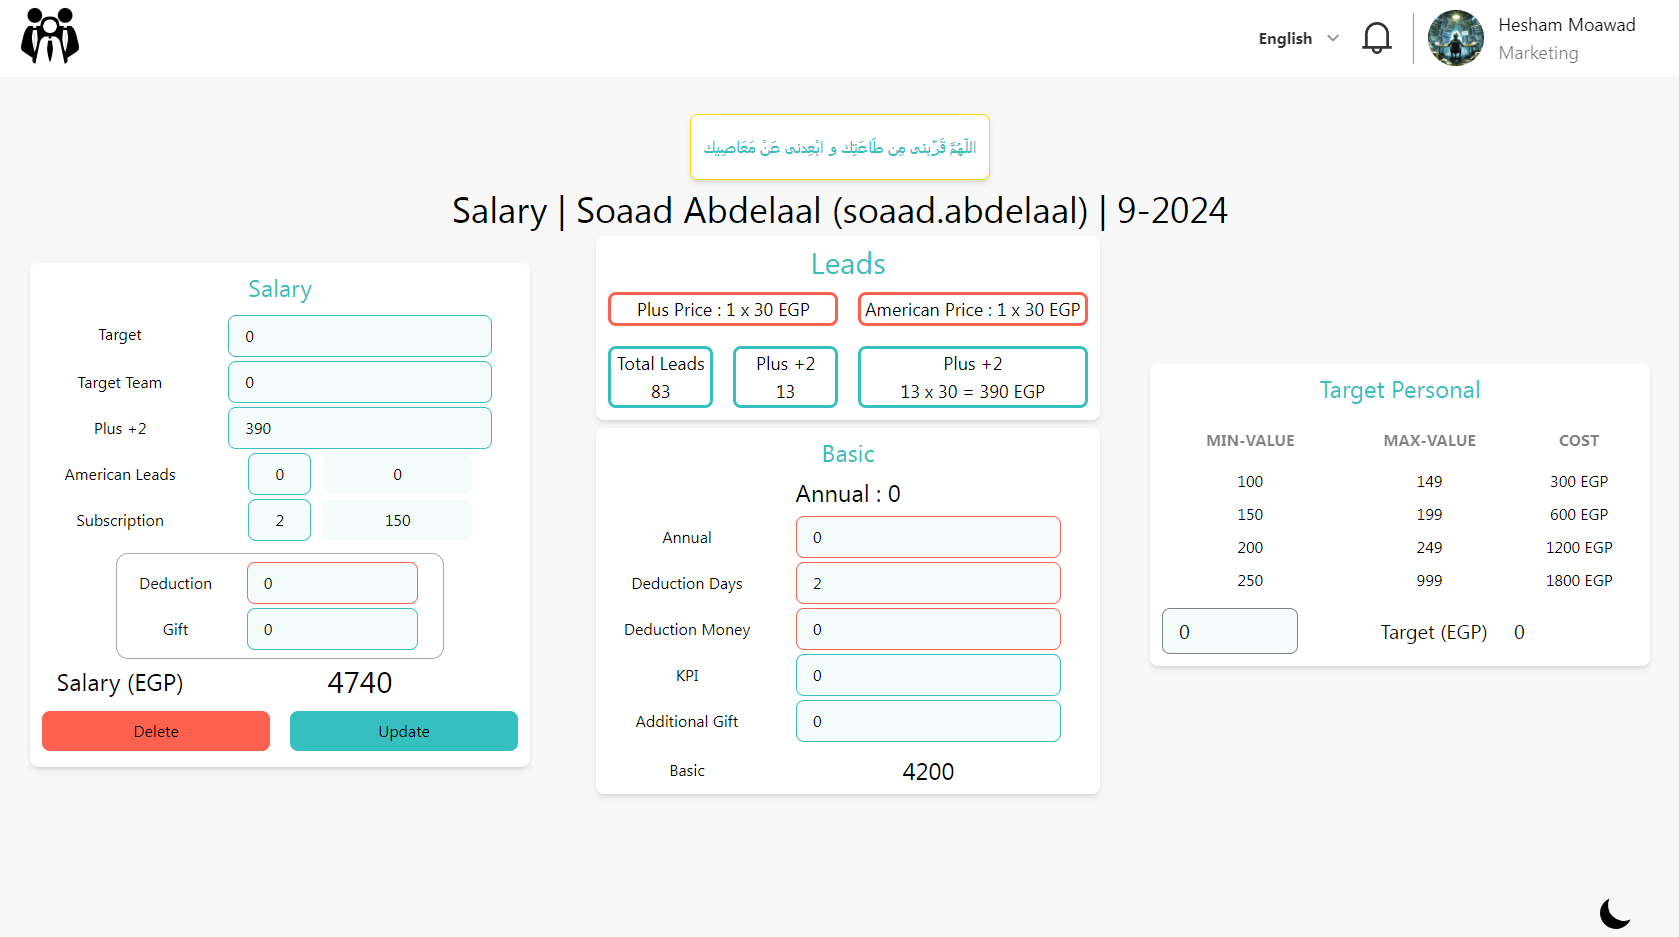 English
Hesham Moawad
Marketing
اللّهُمَّ قَرّبنى مِن طَاعَتِك و ابْعِدنى عَنْ مَعَاصِيك
Salary | Soaad Abdelaal (soaad.abdelaal) | 9-2024
Salary
Target 0
Target Team 0
Plus +2 390
American Leads 0 0
Subscription 2 150
Deduction 0
Gift 0
Salary (EGP) 4740
Delete Update
Leads
Plus Price : 1 x 30 EGP American Price : 1 x 30 EGP
Total Leads Plus +2 Plus +2
83 13 13 x 30 = 390 EGP
Basic
Annual : 0
Annual 0
Deduction Days 2
Deduction Money 0
KPI 0
Additional Gift 0
Basic 4200
Target Personal
MIN-VALUE MAX-VALUE COST
100 149 300 EGP
150 199 600 EGP
200 249 1200 EGP
250 999 1800 EGP
0 Target (EGP) 0